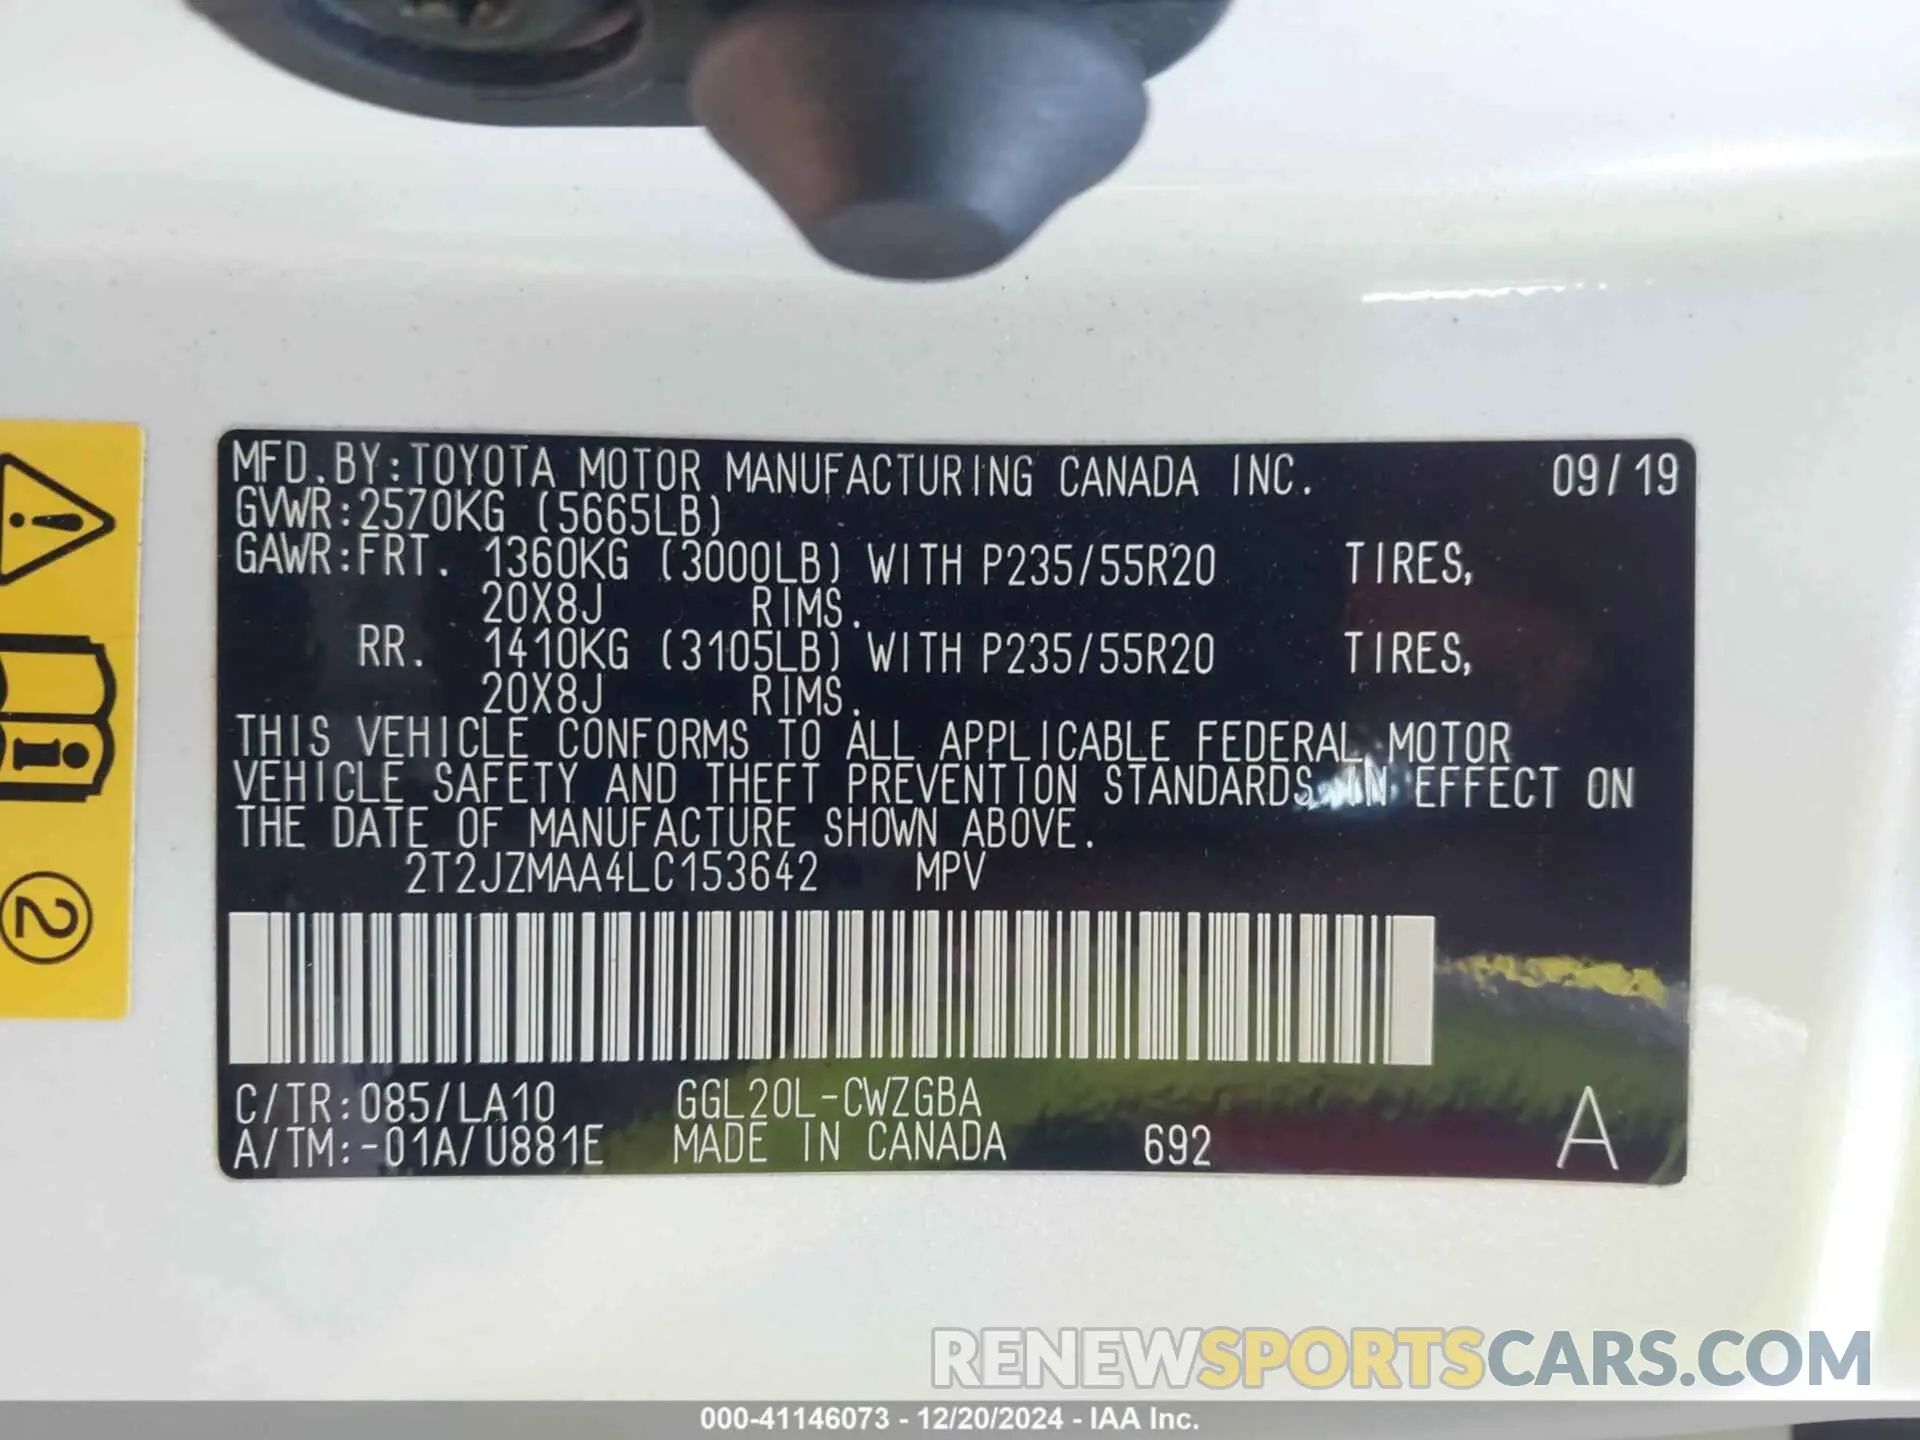 MFD.BY:TOYOTA MOTOR MANUFACTURING CANADA INC. 09/19
GVWR:2570KG (5665LB)
GAWR:FRT. 1360KG (3000LB) WITH P235/55R20 TIRES,
20X8J RIMS.
RR. 1410KG (3105LB) WITH P235/55R20 TIRES,
20X8J RIMS.
THIS VEHICLE CONFORMS TO ALL APPLICABLE FEDERAL MOTOR
VEHICLE SAFETY AND THEFT PREVENTION STANDARDS IN EFFECT ON
THE DATE OF MANUFACTURE SHOWN ABOVE.
2T2JZMAA4LC153642 MPV
C/TR:085/LA10 GGL20L-CWZGBA
A/TM:-01A/U881E MADE IN CANADA 692 A
2
RENEWSPORTSCARS.COM
000-41146073 - 12/20/2024 - IAA Inc.